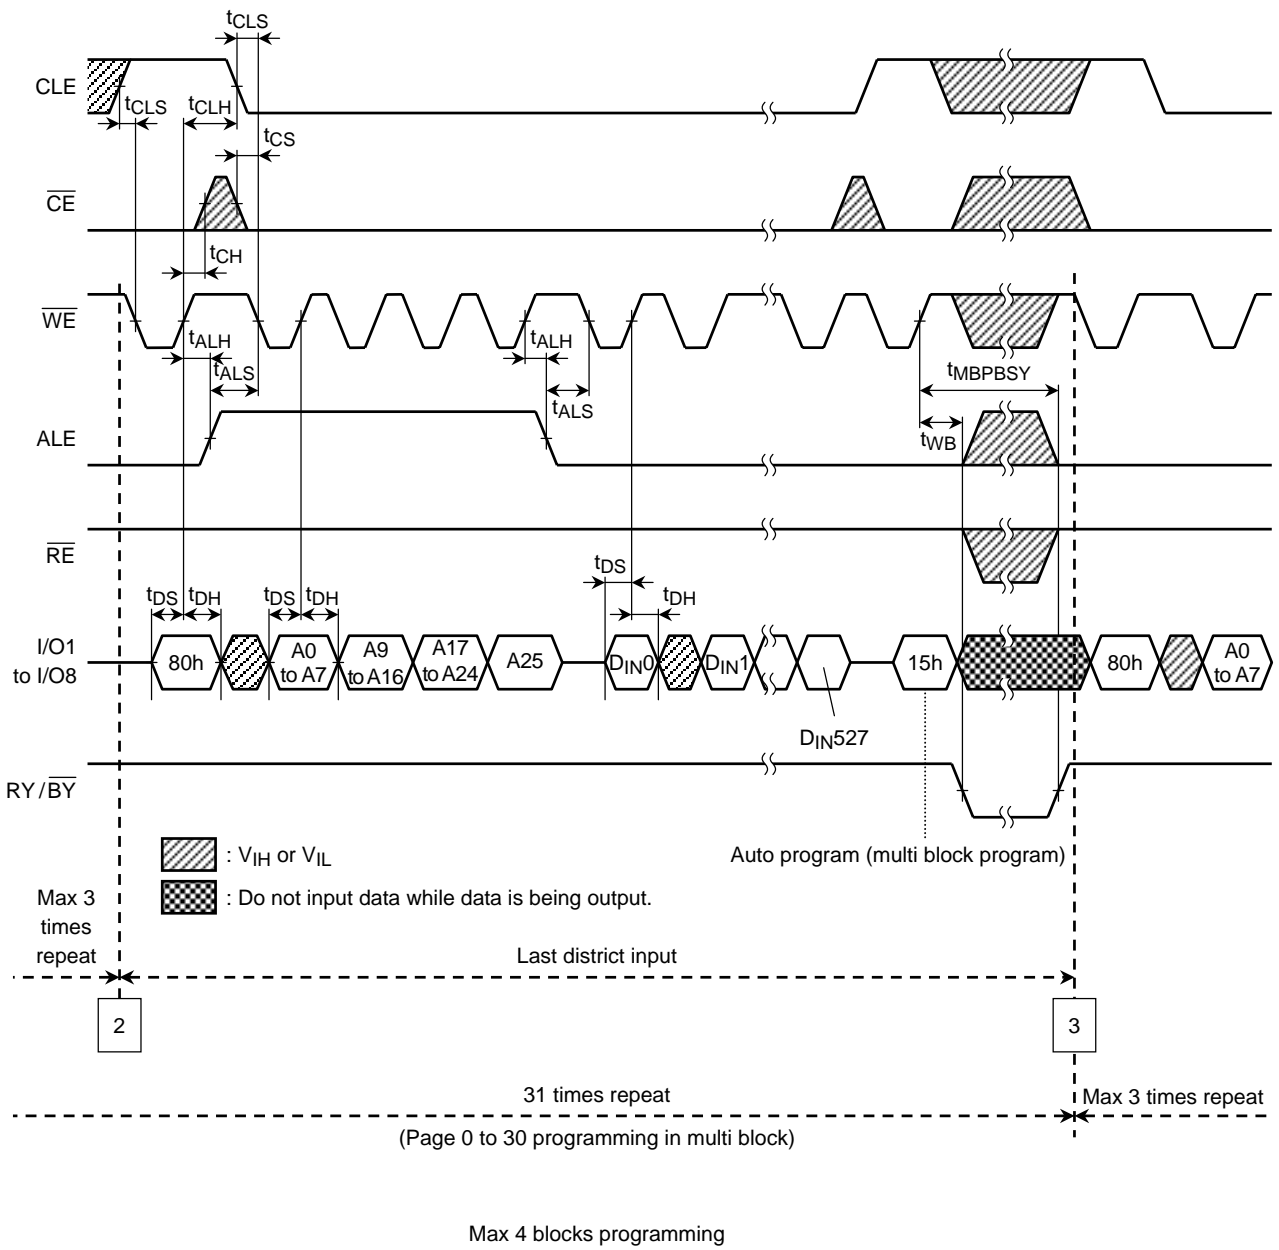 tCLS
CLE
tCLS
tCLH
tCS
CE
tCH
WE
tALH
tALS
tALH
tALS
tMBPBSY
ALE
tWB
RE
tDS
tDH
tDS
tDH
tDS
tDH
I/O1
to I/O8
80h
A0
to A7
A9
to A16
A17
to A24
A25
DIN0
DIN1
DIN527
15h
80h
A0
to A7
RY/BY
: VIH or VIL
Auto program (multi block program)
: Do not input data while data is being output.
Max 3
times
repeat
Last district input
2
3
31 times repeat
Max 3 times repeat
(Page 0 to 30 programming in multi block)
Max 4 blocks programming